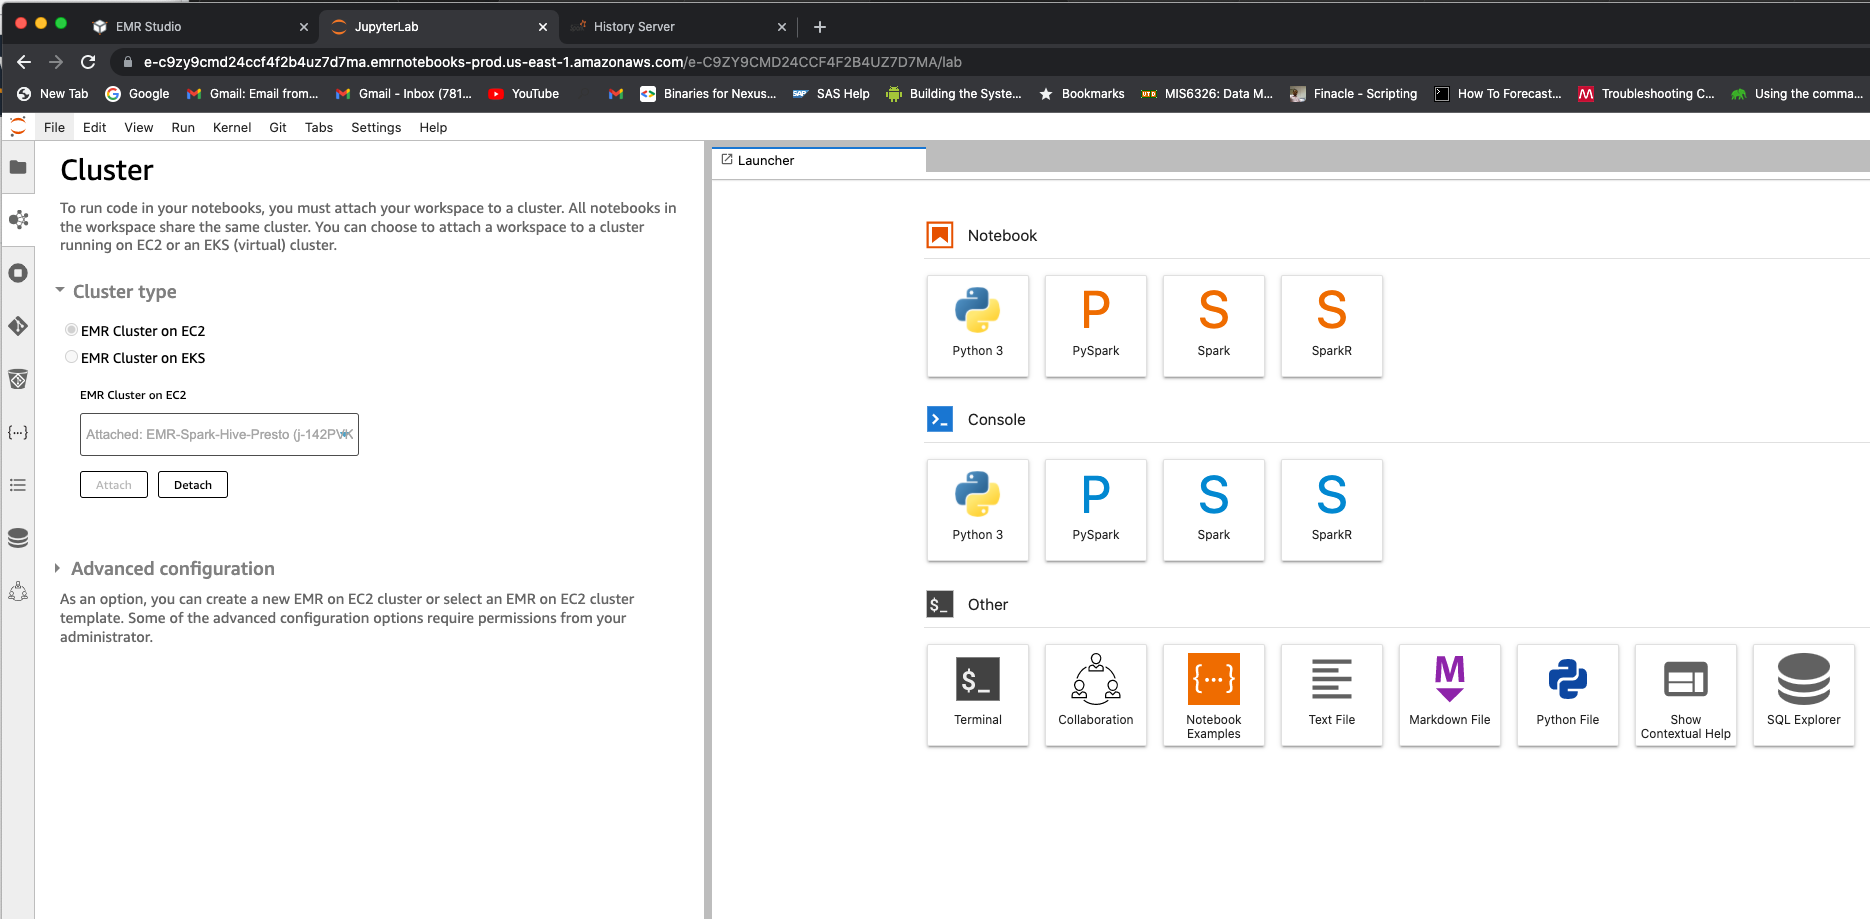 EMR Studio
JupyterLab
History Server
e-c9zy9cmd24ccf4f2b4uz7d7ma.emrnotebooks-prod.us-east-1.amazonaws.com/e-C9ZY9CMD24CCF4F2B4UZ7D7MA/lab
New Tab Google Gmail: Email from... Gmail - Inbox (781... YouTube Binaries for Nexus... SAS Help Building the Syste... Bookmarks MIS6326: Data M... Finacle - Scripting How To Forecast... Troubleshooting C... Using the comma...
File Edit View Run Kernel Git Tabs Settings Help
Cluster
To run code in your notebooks, you must attach your workspace to a cluster. All notebooks in
the workspace share the same cluster. You can choose to attach a workspace to a cluster
running on EC2 or an EKS (virtual) cluster.
Cluster type
EMR Cluster on EC2
EMR Cluster on EKS
EMR Cluster on EC2
Attached: EMR-Spark-Hive-Presto (j-142PVK
Attach Detach
Advanced configuration
As an option, you can create a new EMR on EC2 cluster or select an EMR on EC2 cluster
template. Some of the advanced configuration options require permissions from your
administrator.
Launcher
Notebook
P S S
Python 3 PySpark Spark SparkR
Console
P S S
Python 3 PySpark Spark SparkR
$_ Other
$_ {...} M
Terminal Collaboration Notebook Examples Text File Markdown File Python File Show Contextual Help SQL Explorer